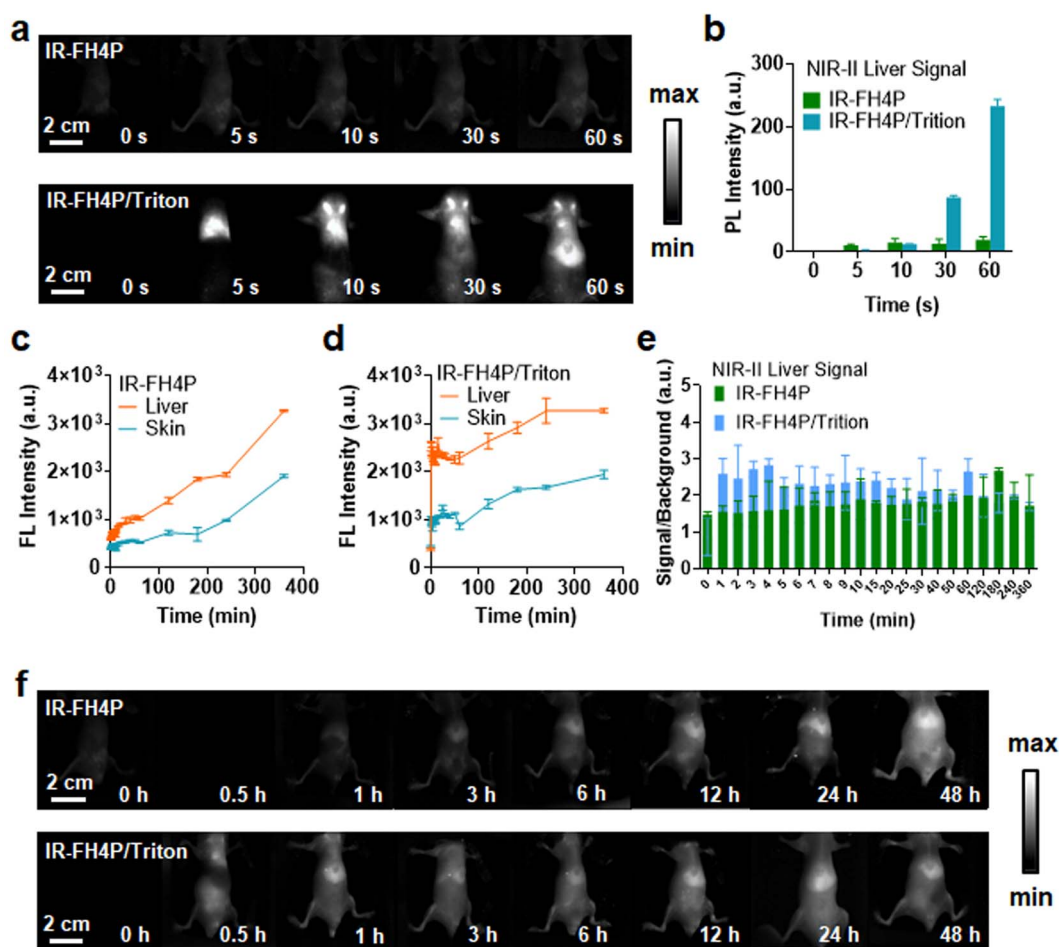 a
IR-FH4P
2 cm
0 s
5 s
10 s
30 s
60 s
IR-FH4P/Triton
2 cm
0 s
5 s
10 s
30 s
60 s
max
min
b
NIR-II Liver Signal
IR-FH4P
IR-FH4P/Trition
PL Intensity (a.u.)
300
200
100
0
0 5 10 30 60
Time (s)
c
IR-FH4P
Liver
Skin
FL Intensity (a.u.)
4×10³
3×10³
2×10³
1×10³
0
0 100 200 300 400
Time (min)
d
IR-FH4P/Triton
Liver
Skin
FL Intensity (a.u.)
4×10³
3×10³
2×10³
1×10³
0
0 100 200 300 400
Time (min)
e
NIR-II Liver Signal
IR-FH4P
IR-FH4P/Trition
Signal/Background (a.u.)
5
4
3
2
1
0
0 1 2 3 4 5 6 7 8 9 10 15 20 25 30 40 50 60 120 180 240 360
Time (min)
f
IR-FH4P
2 cm
0 h
0.5 h
1 h
3 h
6 h
12 h
24 h
48 h
IR-FH4P/Triton
2 cm
0 h
0.5 h
1 h
3 h
6 h
12 h
24 h
48 h
max
min